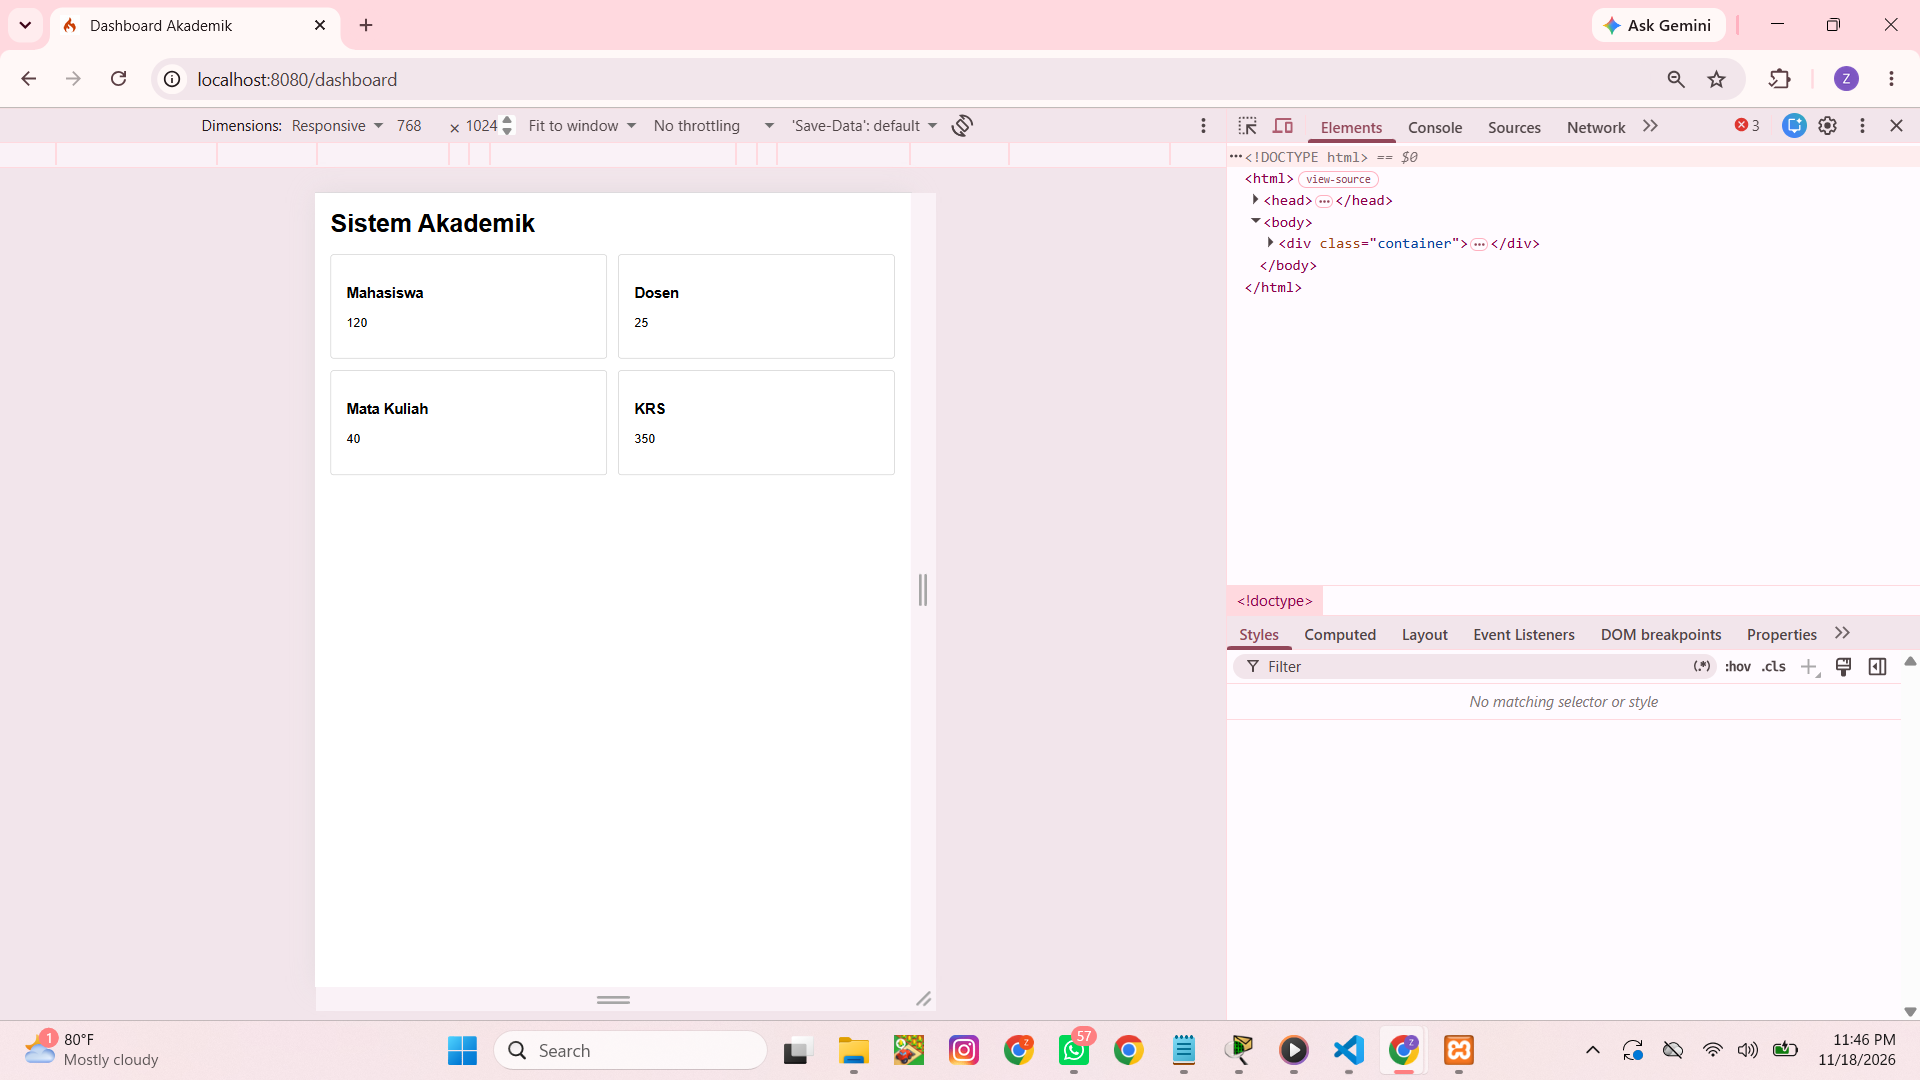 Dashboard Akademik
Ask Gemini
localhost:8080/dashboard
Z
Dimensions: Responsive 768 × 1024 Fit to window No throttling 'Save-Data': default
Elements Console Sources Network 3
Sistem Akademik
Mahasiswa
120
Dosen
25
Mata Kuliah
40
KRS
350
<!DOCTYPE html> == $0
<html> view-source
<head> ... </head>
<body>
<div class="container"> ... </div>
</body>
</html>
<!doctype>
Styles Computed Layout Event Listeners DOM breakpoints Properties
Filter (.*) :hov .cls
No matching selector or style
1
80°F
Mostly cloudy
Search
Z
57
Z
11:46 PM
11/18/2026